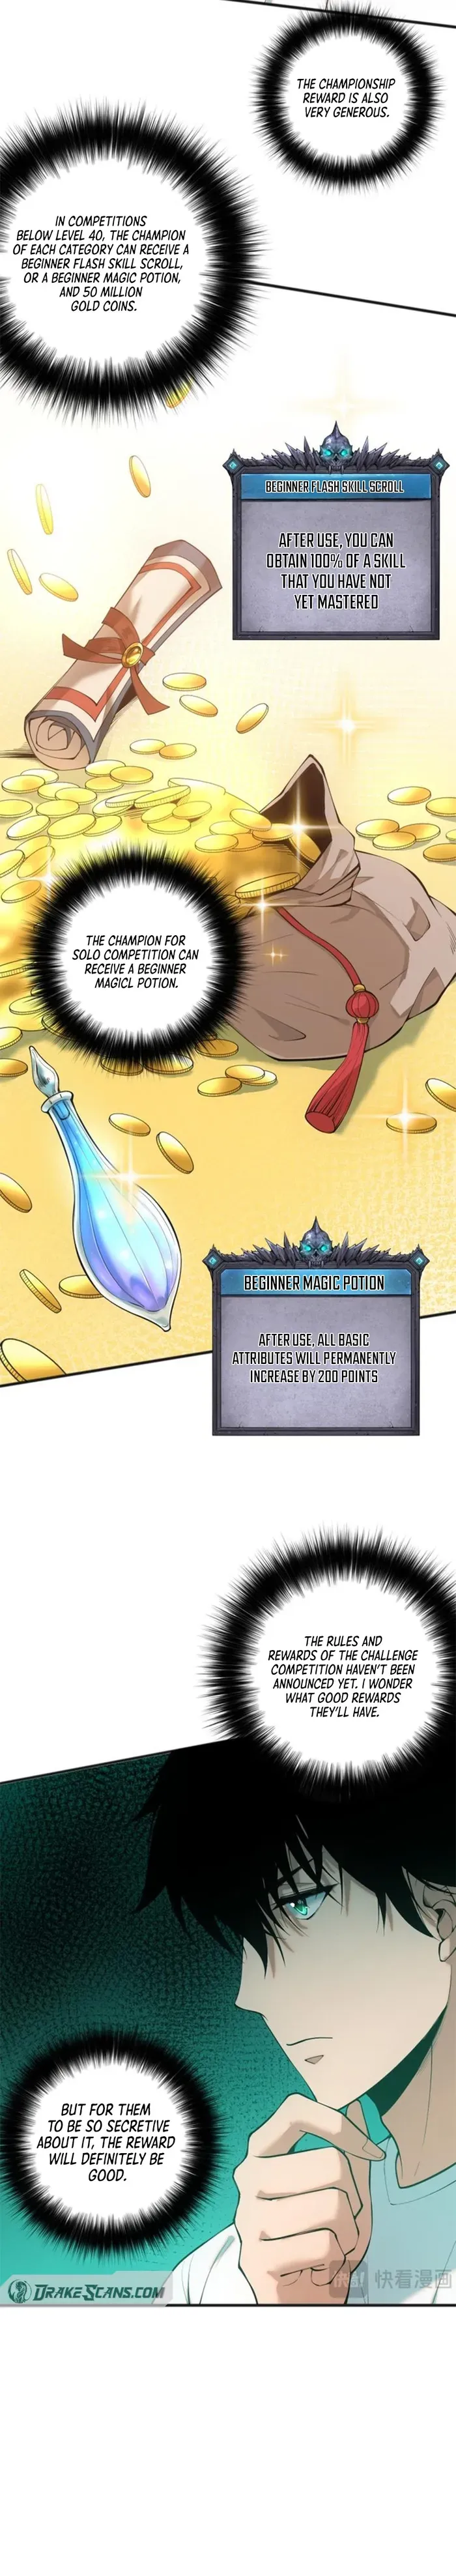 THE CHAMPIONSHIP
REWARD IS ALSO
VERY GENEROUS.
IN COMPETITIONS
BELOW LEVEL 40, THE CHAMPION
OF EACH CATEGORY CAN RECEIVE A
BEGINNER FLASH SKILL SCROLL,
OR A BEGINNER MAGIC POTION,
AND 50 MILLION
GOLD COINS.
BEGINNER FLASH SKILL SCROLL
AFTER USE, YOU CAN
OBTAIN 100% OF A SKILL
THAT YOU HAVE NOT
YET MASTERED
THE CHAMPION FOR
SOLO COMPETITION CAN
RECEIVE A BEGINNER
MAGICL POTION.
BEGINNER MAGIC POTION
AFTER USE, ALL BASIC
ATTRIBUTES WILL PERMANENTLY
INCREASE BY 200 POINTS
THE RULES AND
REWARDS OF THE CHALLENGE
COMPETITION HAVEN'T BEEN
ANNOUNCED YET. I WONDER
WHAT GOOD REWARDS
THEY'LL HAVE.
BUT FOR THEM
TO BE SO SECRETIVE
ABOUT IT, THE REWARD
WILL DEFINITELY BE
GOOD.
DRAKESCANS.COM
快看漫画